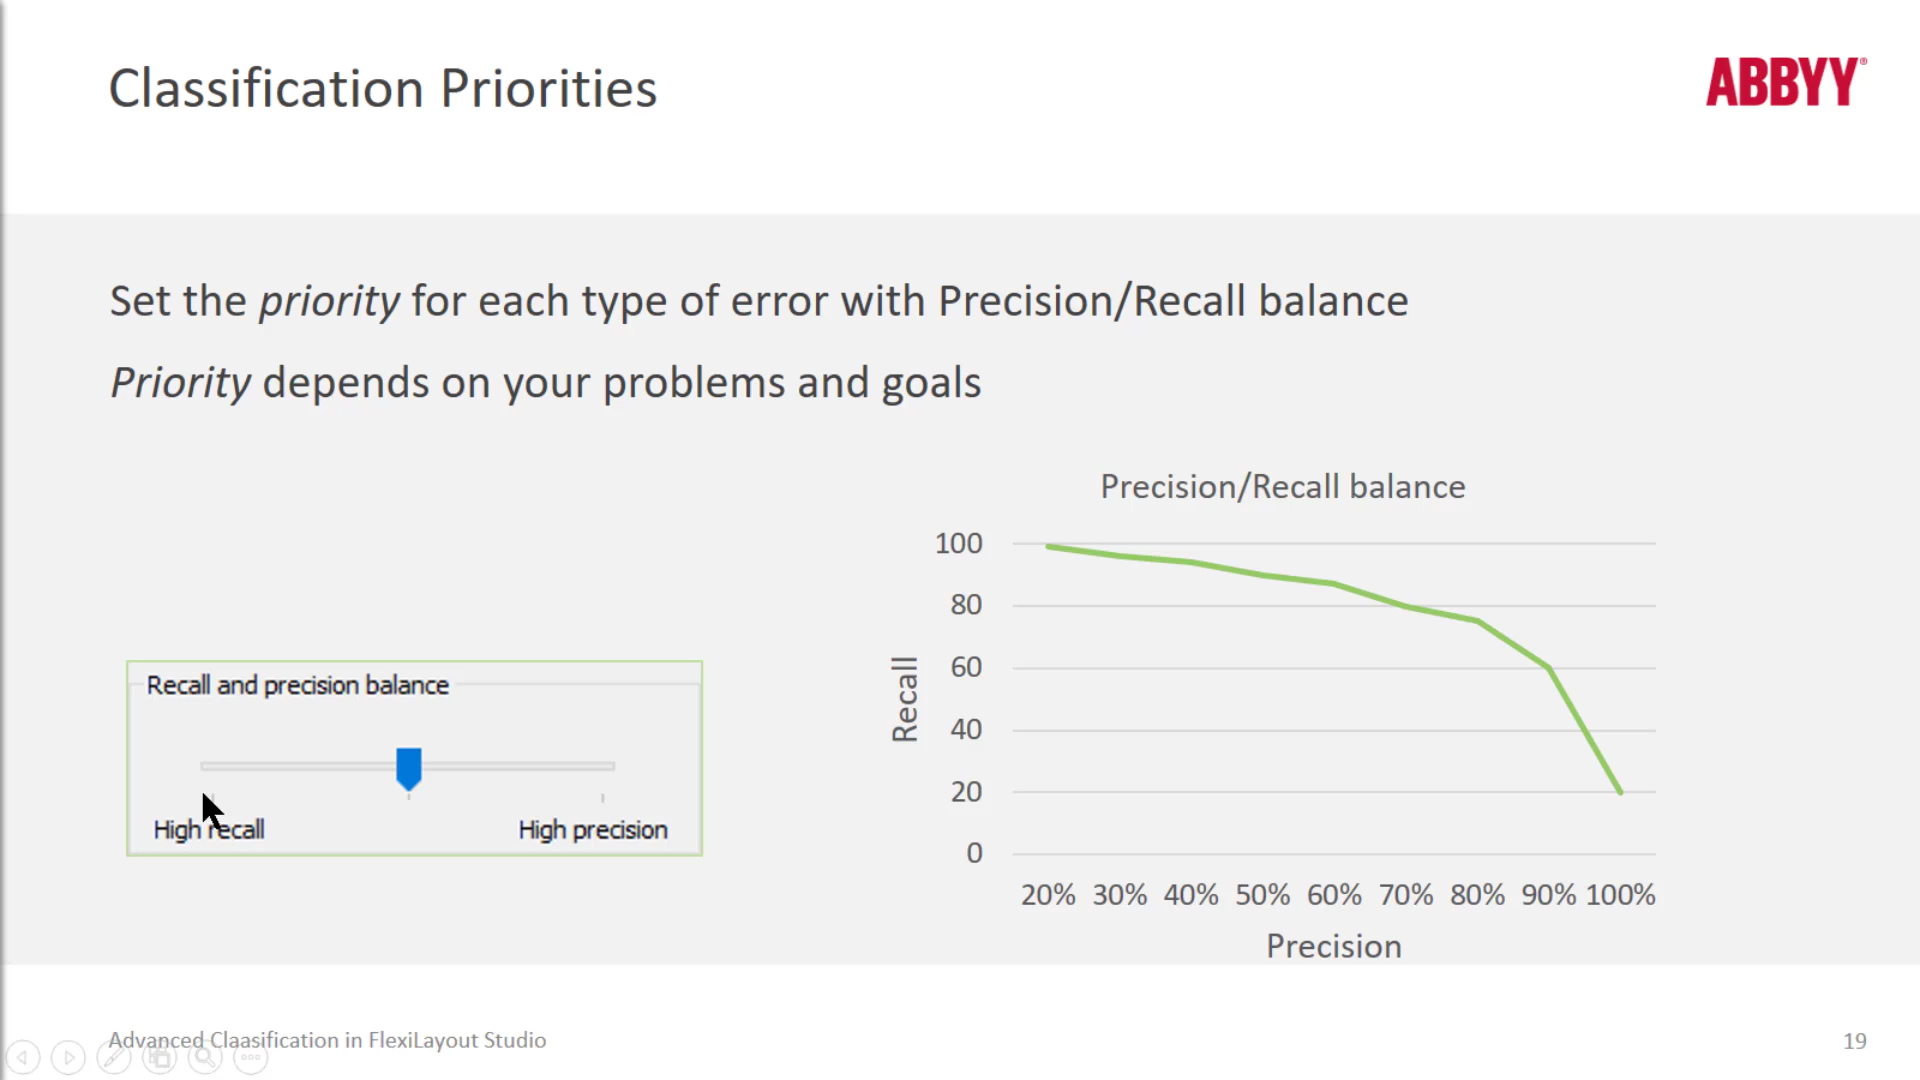 Classification Priorities
ABBYY®
Set the priority for each type of error with Precision/Recall balance
Priority depends on your problems and goals
Recall and precision balance
High recall
High precision
Precision/Recall balance
Recall
100
80
60
40
20
0
20% 30% 40% 50% 60% 70% 80% 90% 100%
Precision
Advanced Claasification in FlexiLayout Studio
19